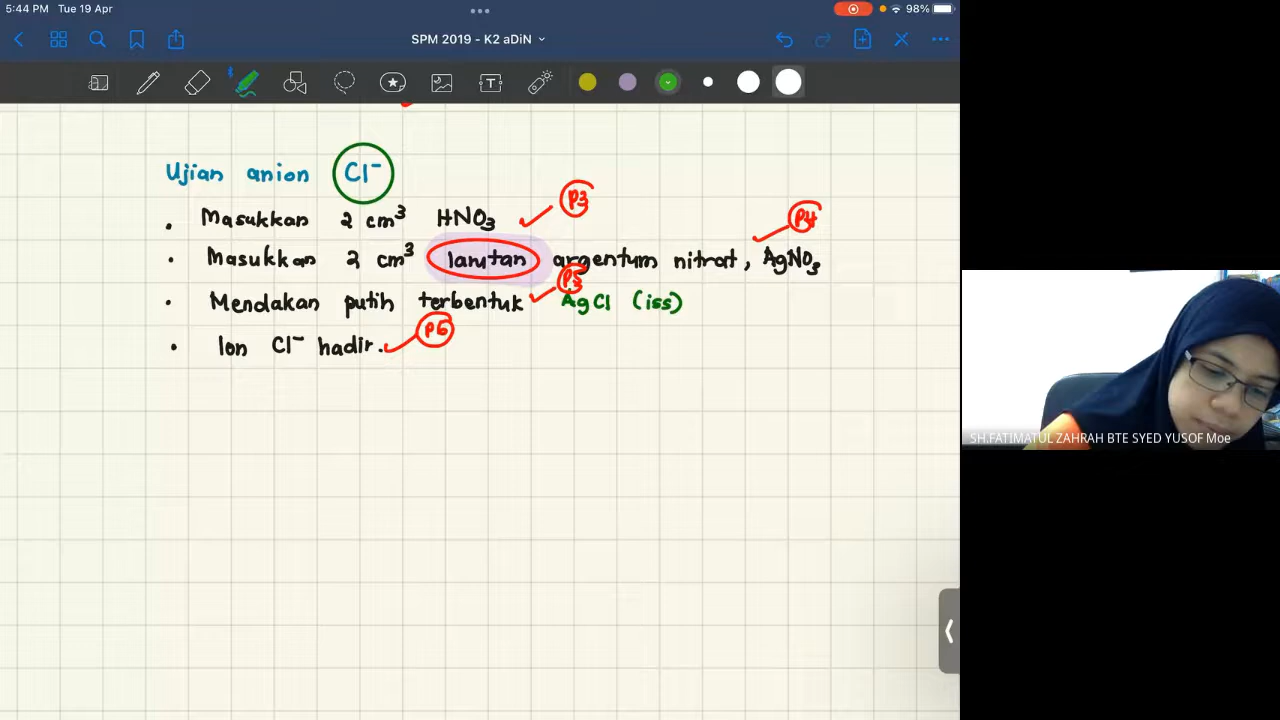 5:44 PM Tue 19 Apr
98%
SPM 2019 - K2 aDiN
Ujian anion Cl⁻
• Masukkan 2 cm³ HNO₃ P3
• Masukkan 2 cm³ larutan argentum nitrat, AgNO₃ P4
• Mendakan putih terbentuk P5 AgCl (iss)
• Ion Cl⁻ hadir. P6
SH.FATIMATUL ZAHRAH BTE SYED YUSOF Moe